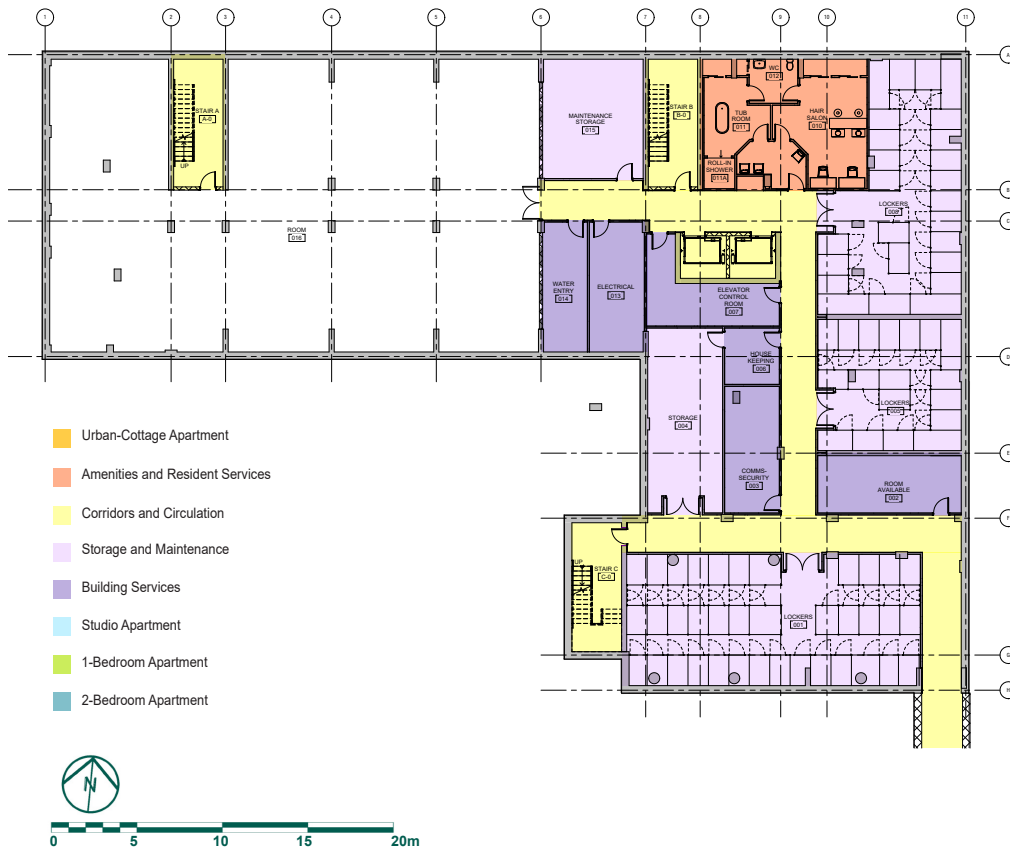 1 2 3 4 5 6 7 8 9 10 11
A
WC
012
STAIR A
A-0
UP
STAIR B
B-0
MAINTENANCE
STORAGE
015
TUB
ROOM
011
HAIR
SALON
010
ROLL-IN
SHOWER
011A
B
LOCKERS
C
ROOM
016
WATER
ENTRY
014
ELECTRICAL
013
ELEVATOR
CONTROL
ROOM
007
D
HOUSE
KEEPING
006
LOCKERS
005
STORAGE
004
E
COMMS-
SECURITY
003
ROOM
AVAILABLE
002
F
UP
STAIR C
C-0
LOCKERS
001
G
H
Urban-Cottage Apartment
Amenities and Resident Services
Corridors and Circulation
Storage and Maintenance
Building Services
Studio Apartment
1-Bedroom Apartment
2-Bedroom Apartment
N
0 5 10 15 20m